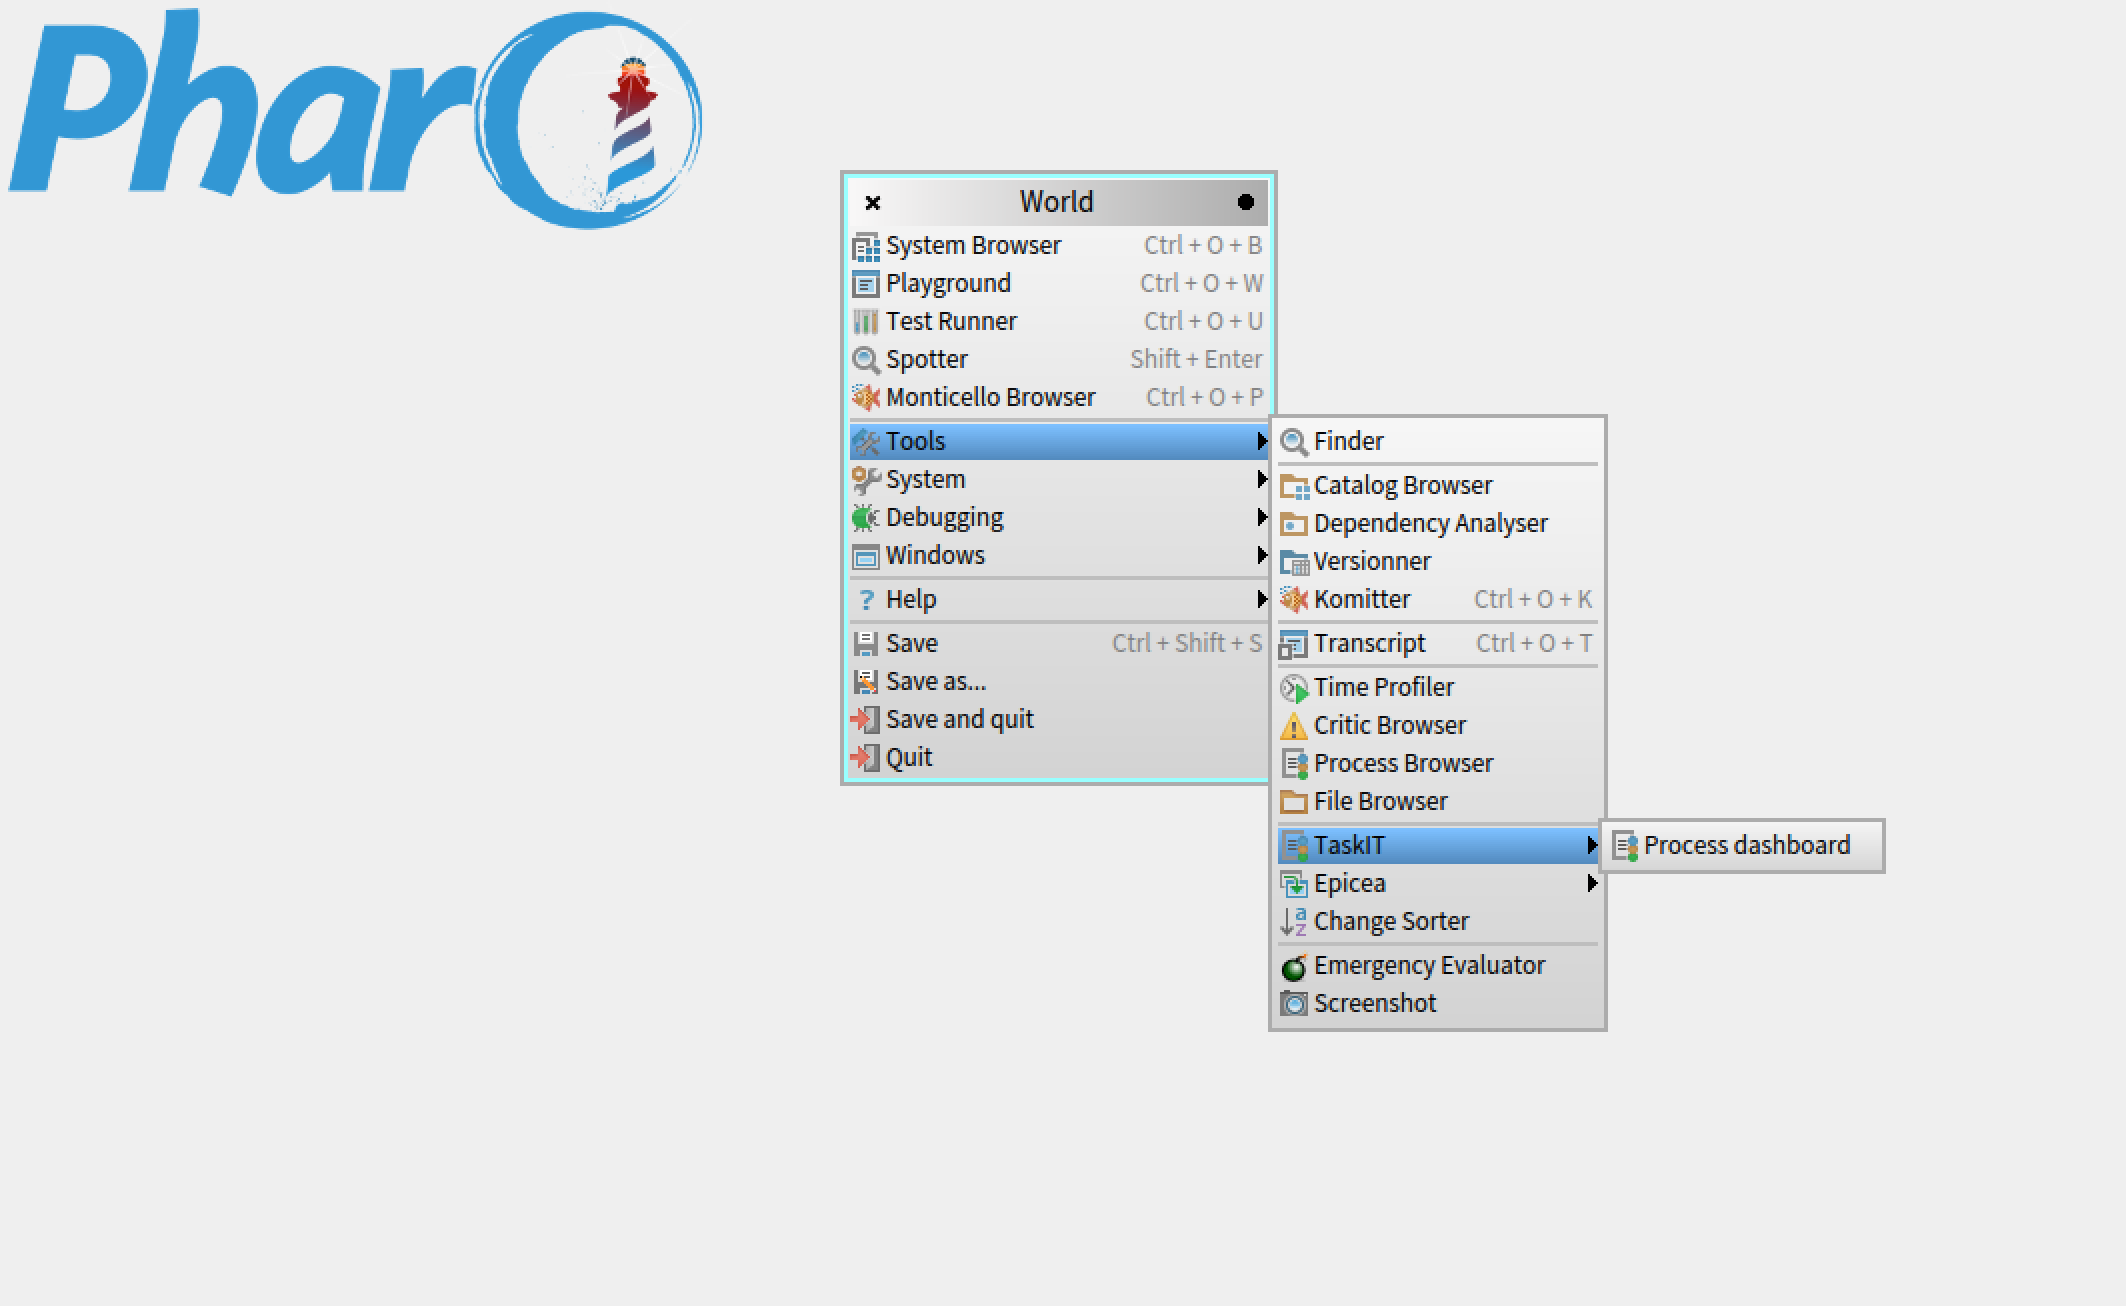 Pharo
World
System Browser Ctrl + O + B
Playground Ctrl + O + W
Test Runner Ctrl + O + U
Spotter Shift + Enter
Monticello Browser Ctrl + O + P
Tools
System
Debugging
Windows
Help
Save Ctrl + Shift + S
Save as...
Save and quit
Quit
Finder
Catalog Browser
Dependency Analyser
Versionner
Komitter Ctrl + O + K
Transcript Ctrl + O + T
Time Profiler
Critic Browser
Process Browser
File Browser
TaskIT
Epicea
Change Sorter
Emergency Evaluator
Screenshot
Process dashboard